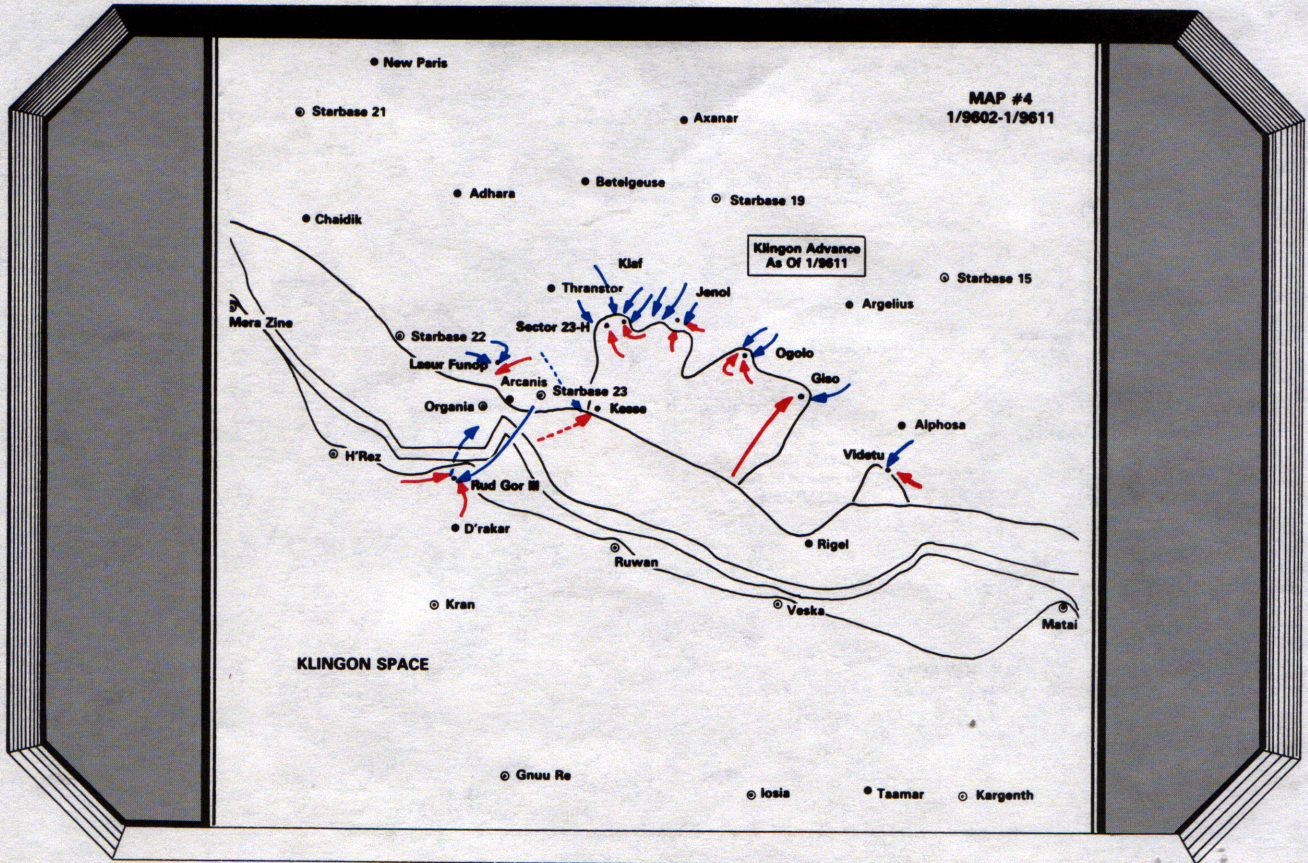 New Paris
Starbase 21
MAP #4
1/9602-1/9611
Axanar
Betelgeuse
Adhara
Starbase 19
Chaidik
Klingon Advance
As Of 1/9611
Klaf
Starbase 15
Thranstor
Jenol
Argelius
Mera Zine
Sector 23-H
Starbase 22
Ogolo
Lasur Funop
Giso
Arcanis
Starbase 23
Organia
Kesse
Alphosa
H'Rez
Videtu
Rud Gor III
D'rakar
Rigel
Ruwan
Kran
Veska
Matai
KLINGON SPACE
Gnuu Re
Iosia
Taamar
Kargenth